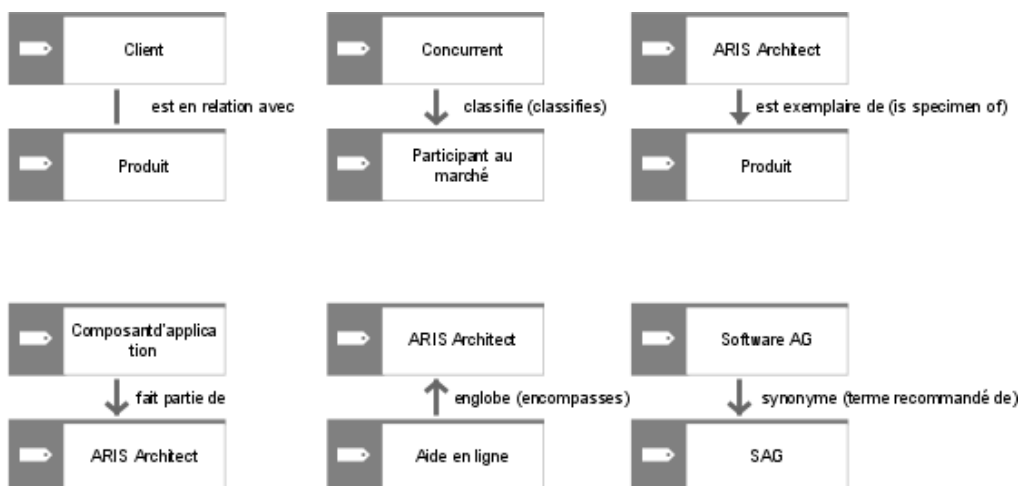 Client
Concurrent
ARIS Architect
est en relation avec
classifie (classifies)
est exemplaire de (is specimen of)
Produit
Participant au
marché
Produit
Composantd'applica
tion
ARIS Architect
Software AG
fait partie de
englobe (encompasses)
synonyme (terme recommandé de)
ARIS Architect
Aide en ligne
SAG